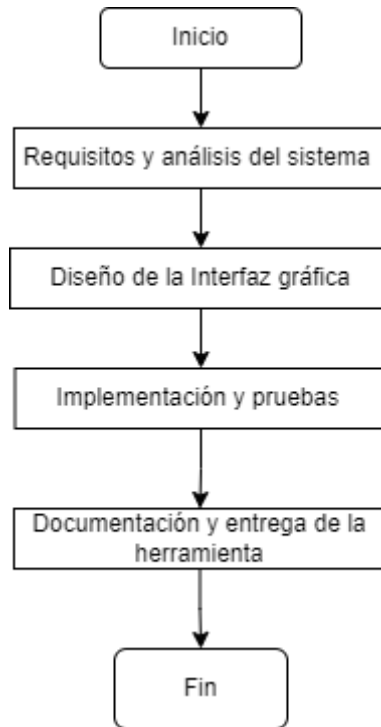 Inicio
Requisitos y análisis del sistema
Diseño de la Interfaz gráfica
Implementación y pruebas
Documentación y entrega de la
herramienta
Fin